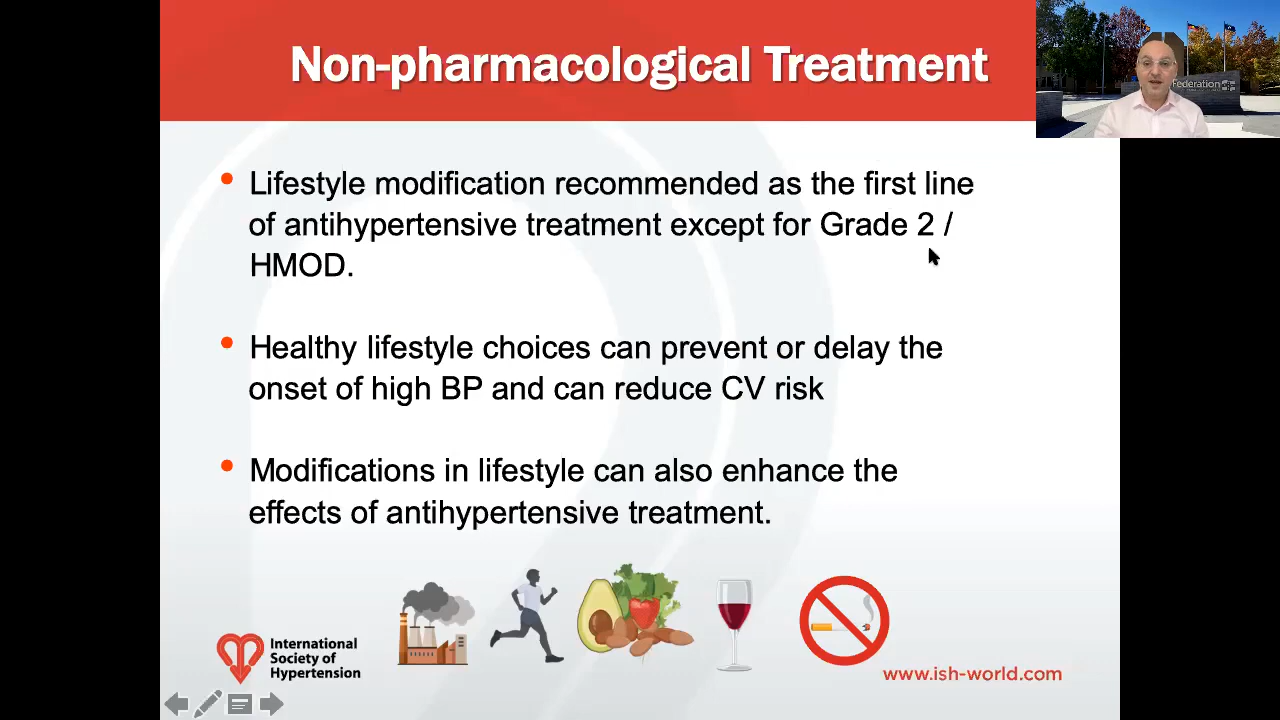 Non-pharmacological Treatment
Federation
Lifestyle modification recommended as the first line
of antihypertensive treatment except for Grade 2 /
HMOD.
Healthy lifestyle choices can prevent or delay the
onset of high BP and can reduce CV risk
Modifications in lifestyle can also enhance the
effects of antihypertensive treatment.
International
Society of
Hypertension
www.ish-world.com